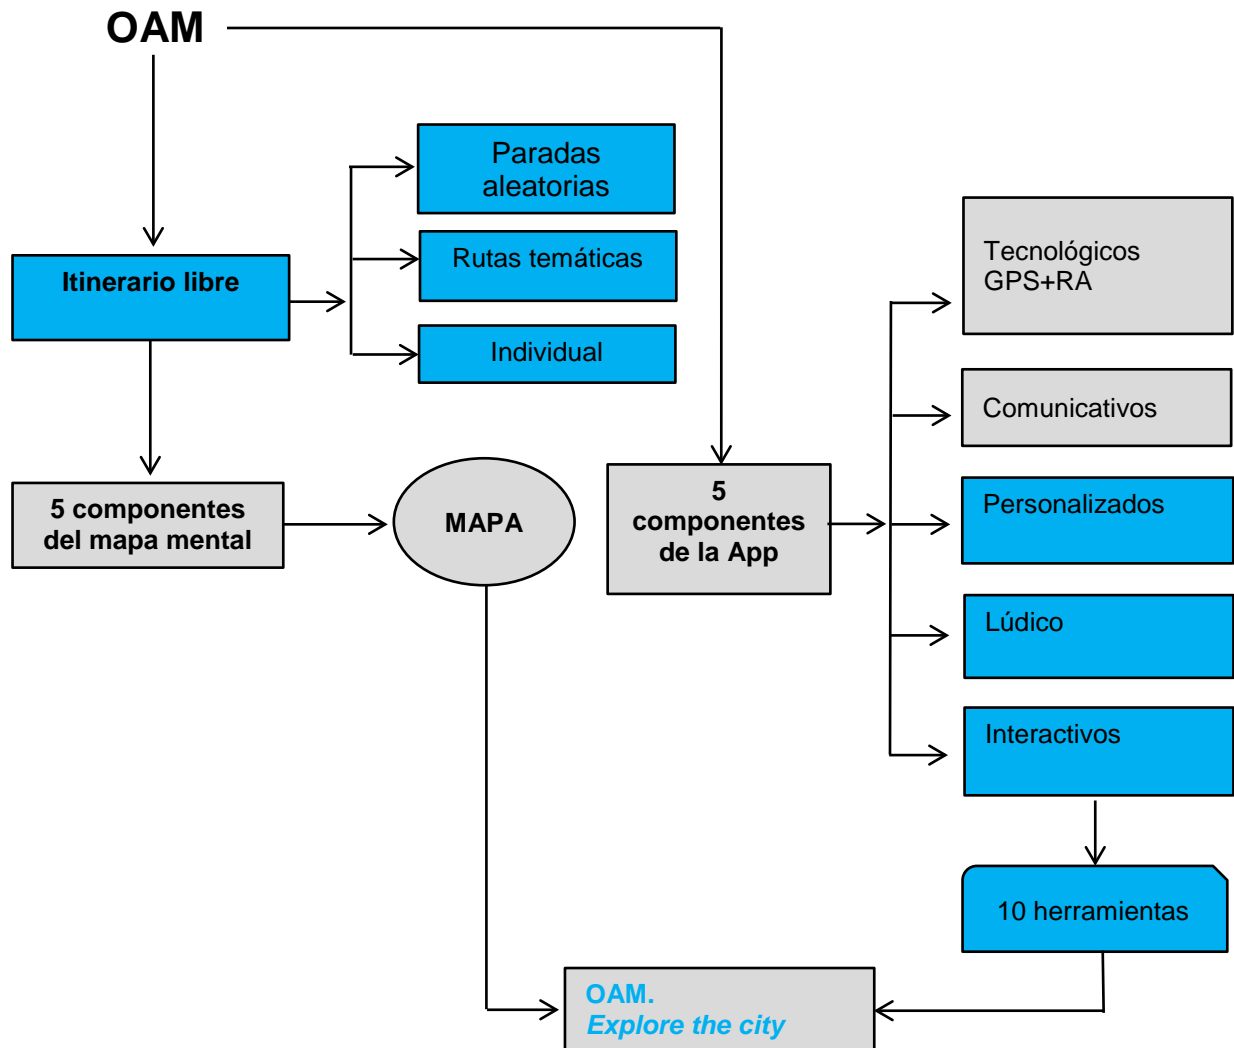 OAM
Paradas
aleatorias
Rutas temáticas
Individual
Itinerario libre
5 componentes
del mapa mental
MAPA
5
componentes
de la App
Tecnológicos
GPS+RA
Comunicativos
Personalizados
Lúdico
Interactivos
10 herramientas
OAM.
Explore the city